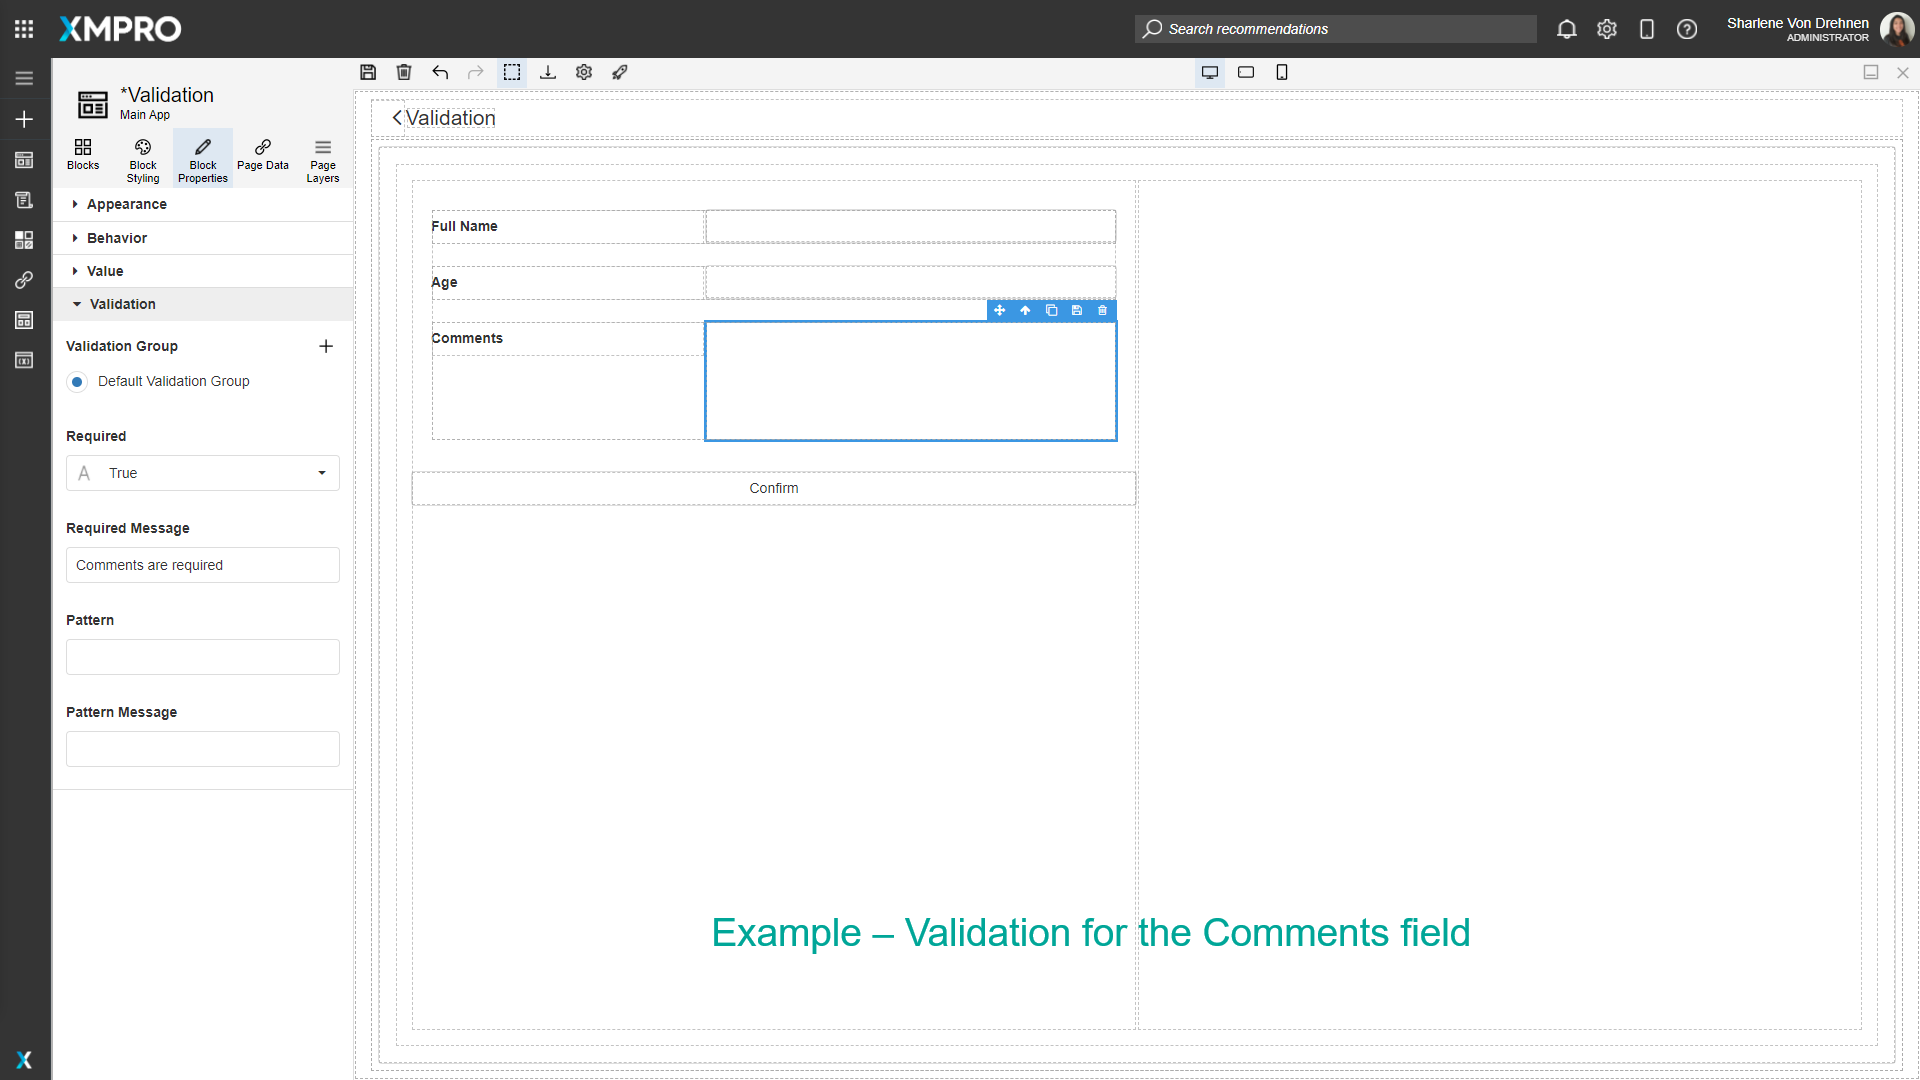 XMPRO
Search recommendations
Sharlene Von Drehnen
ADMINISTRATOR
*Validation
Main App
Blocks
Block Styling
Block Properties
Page Data
Page Layers
Appearance
Behavior
Value
Validation
Validation Group
Default Validation Group
Required
True
Required Message
Comments are required
Pattern
Pattern Message
Validation
Full Name
Age
Comments
Confirm
Example – Validation for the Comments field